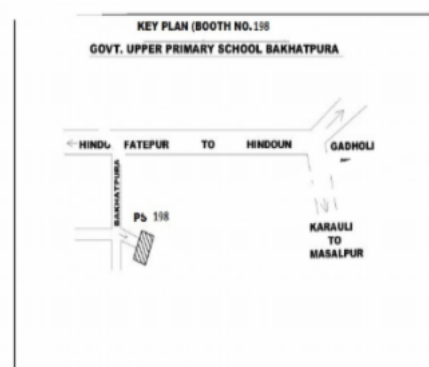 KEY PLAN (BOOTH NO.198
GOVT. UPPER PRIMARY SCHOOL BAKHATPURA
HINDU FATEPUR TO HINDOUN GADHOLI
BAKHATPURA
PS 198
KARAULI
TO
MASALPUR